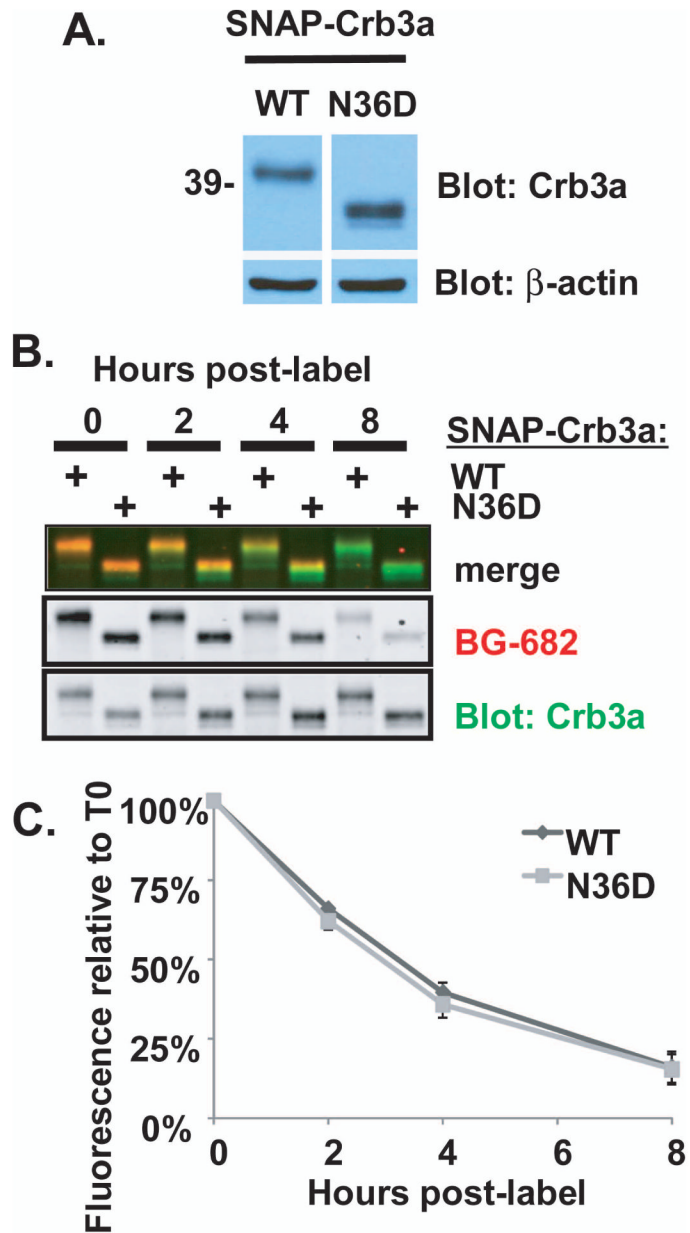 A.
SNAP-Crb3a
WT N36D
39-
Blot: Crb3a
Blot: β-actin
B.
Hours post-label
0 2 4 8
SNAP-Crb3a:
+ + + + WT
+ + + + N36D
merge
BG-682
Blot: Crb3a
C.
Fluorescence relative to T0
100%
75%
50%
25%
0%
WT
N36D
0 2 4 6 8
Hours post-label